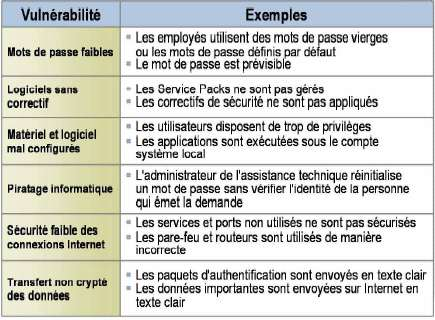 Vulnérabilité Exemples
Mots de passe faibles
• Les employés utilisent des mots de passe vierges
ou les mots de passe définis par défaut
• Le mot de passe est prévisible
Logiciels sans
correctif
• Les Service Packs ne sont pas gérés
• Les correctifs de sécurité ne sont pas appliqués
Matériel et logiciel
mal configurés
• Les utilisateurs disposent de trop de privilèges
• Les applications sont exécutées sous le compte
système local
Piratage informatique
• L'administrateur de l'assistance technique réinitialise
un mot de passe sans vérifier l'identité de la personne
qui émet la demande
Sécurité faible des
connexions Internet
• Les services et ports non utilisés ne sont pas sécurisés
• Les pare-feu et routeurs sont utilisés de manière
incorrecte
Transfert non crypté
des données
• Les paquets d'authentification sont envoyés en texte clair
• Les données importantes sont envoyées sur Internet en
texte clair